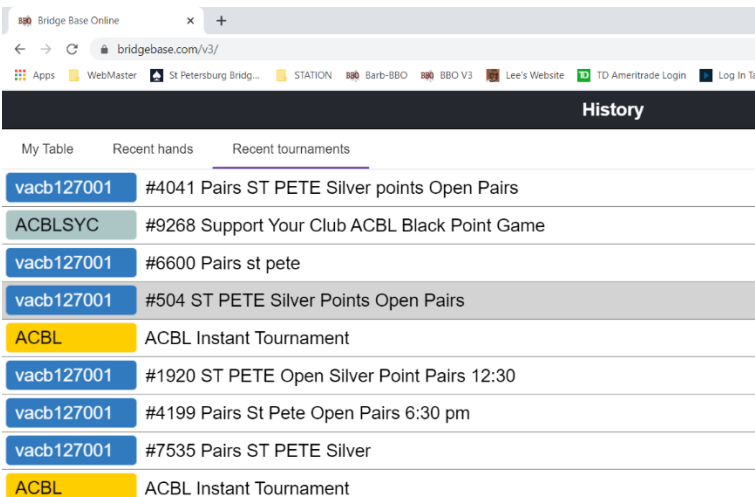 BBO Bridge Base Online × +
bridgebase.com/v3/
Apps WebMaster St Petersburg Bridg... STATION BBO Barb-BBO BBO BBO V3 Lee's Website TD TD Ameritrade Login Log In Ta
History
My Table Recent hands Recent tournaments
vacb127001 #4041 Pairs ST PETE Silver points Open Pairs
ACBLSYC #9268 Support Your Club ACBL Black Point Game
vacb127001 #6600 Pairs st pete
vacb127001 #504 ST PETE Silver Points Open Pairs
ACBL ACBL Instant Tournament
vacb127001 #1920 ST PETE Open Silver Point Pairs 12:30
vacb127001 #4199 Pairs St Pete Open Pairs 6:30 pm
vacb127001 #7535 Pairs ST PETE Silver
ACBL ACBL Instant Tournament